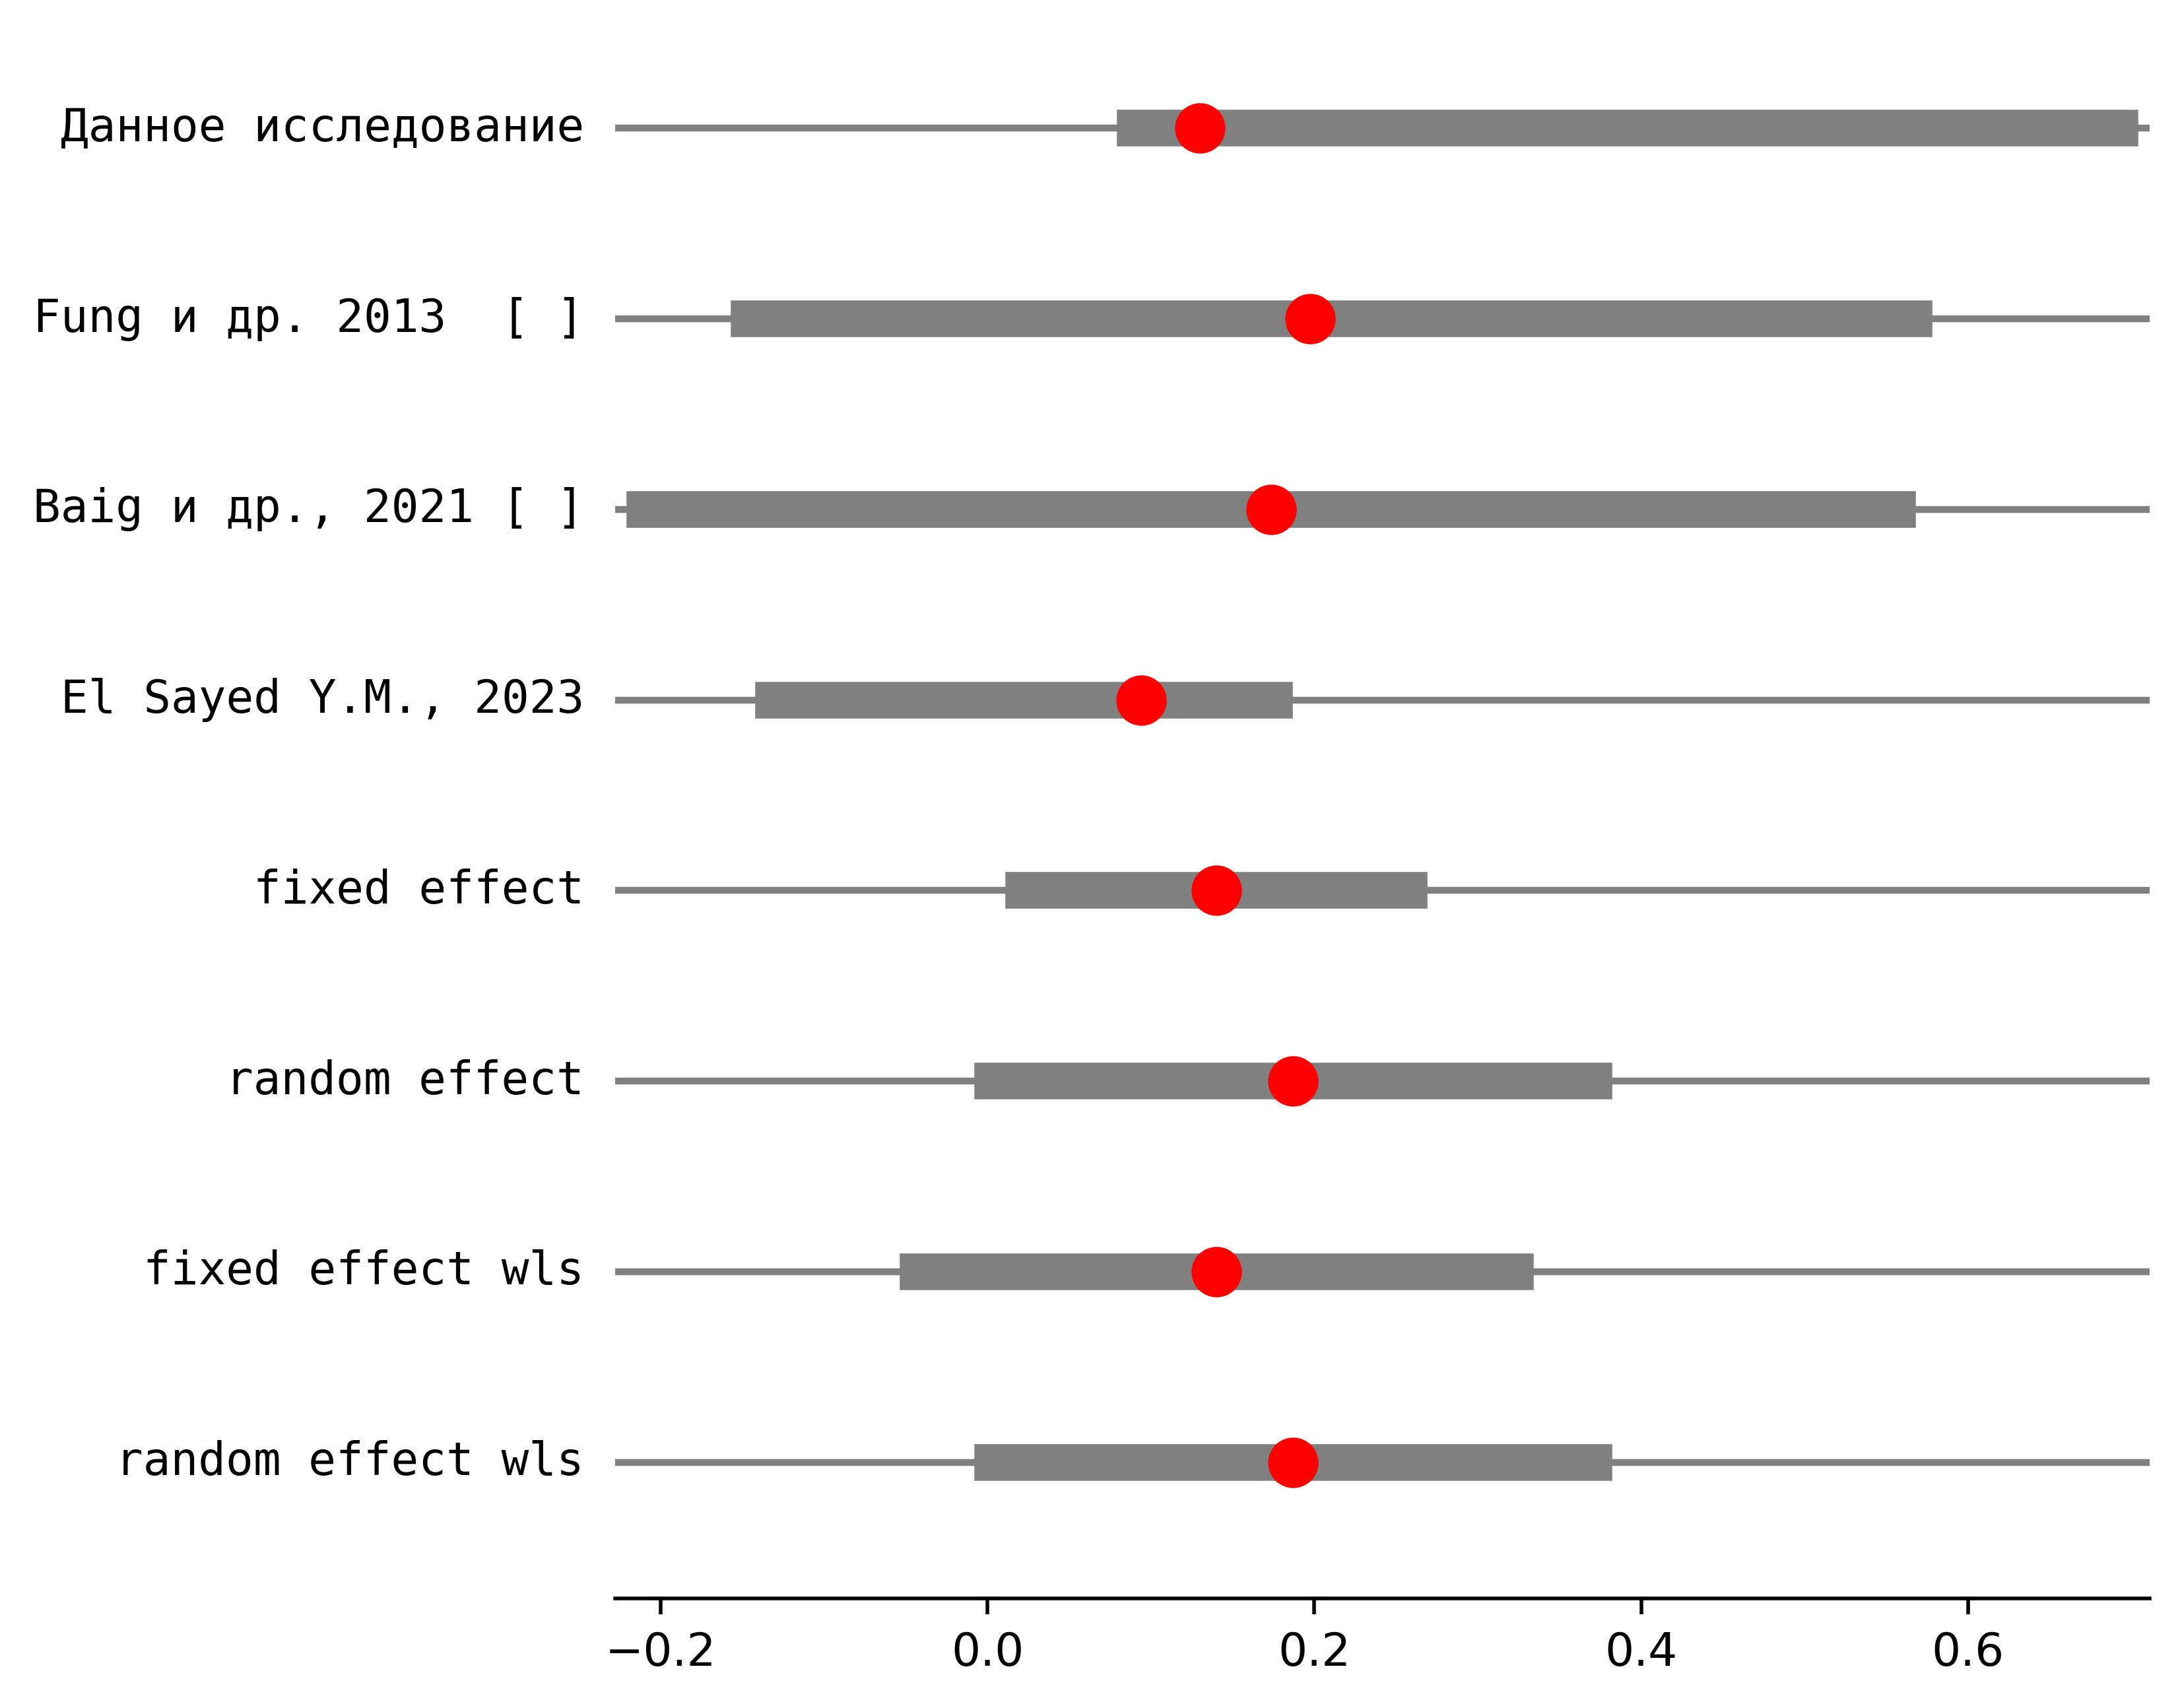 Данное исследование
Fung и др. 2013  [ ]
Baig и др., 2021 [ ]
El Sayed Y.M., 2023
fixed effect
random effect
fixed effect wls
random effect wls
−0.2 0.0 0.2 0.4 0.6